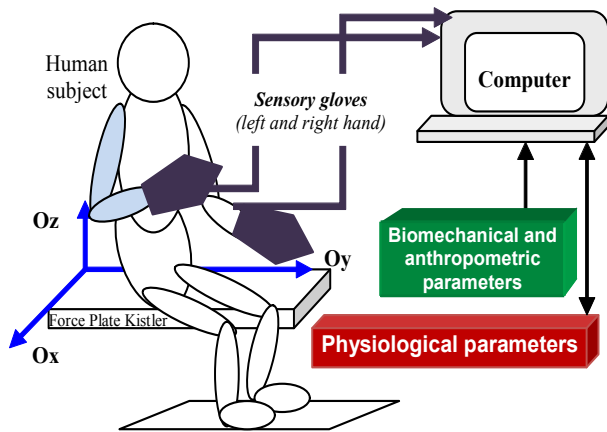 Human
subject
Sensory gloves
(left and right hand)
Computer
Oz
Oy
Ox
Force Plate Kistler
Biomechanical and
anthropometric
parameters
Physiological parameters